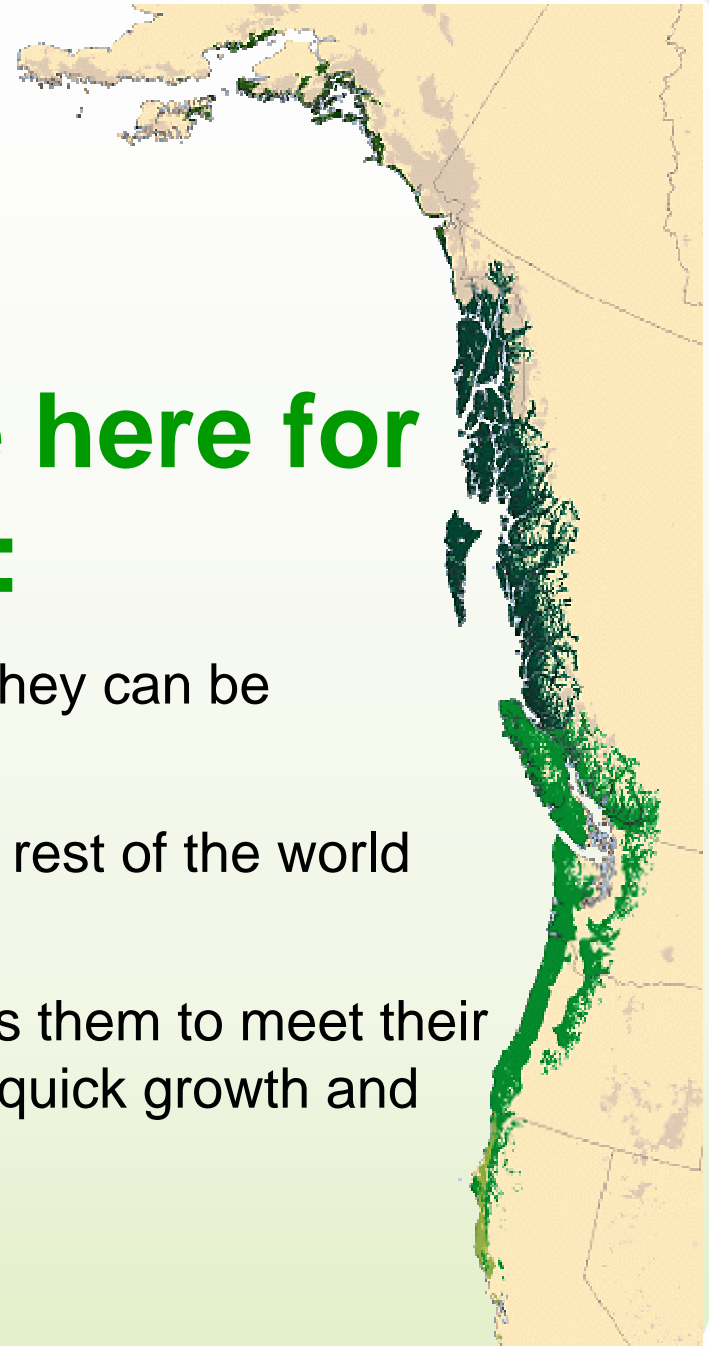 here for
:
hey can be
rest of the world
s them to meet their
quick growth and